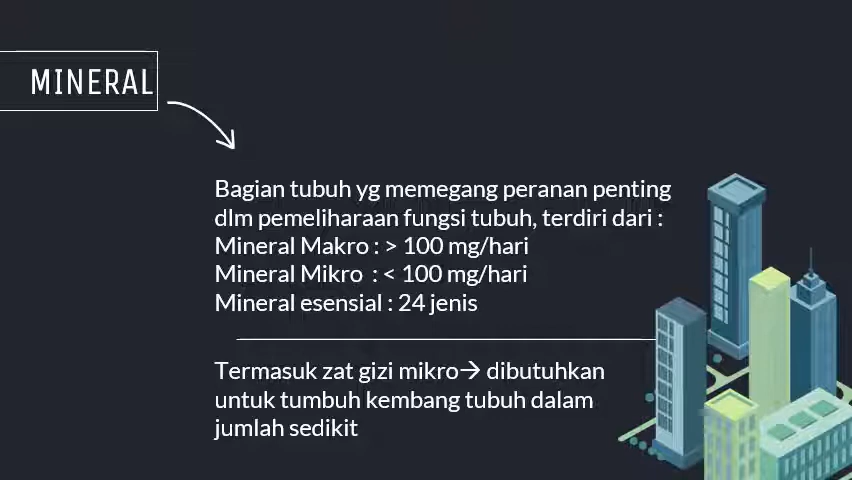 MINERAL
Bagian tubuh yg memegang peranan penting
dlm pemeliharaan fungsi tubuh, terdiri dari :
Mineral Makro : > 100 mg/hari
Mineral Mikro : < 100 mg/hari
Mineral esensial : 24 jenis
Termasuk zat gizi mikro→ dibutuhkan
untuk tumbuh kembang tubuh dalam
jumlah sedikit